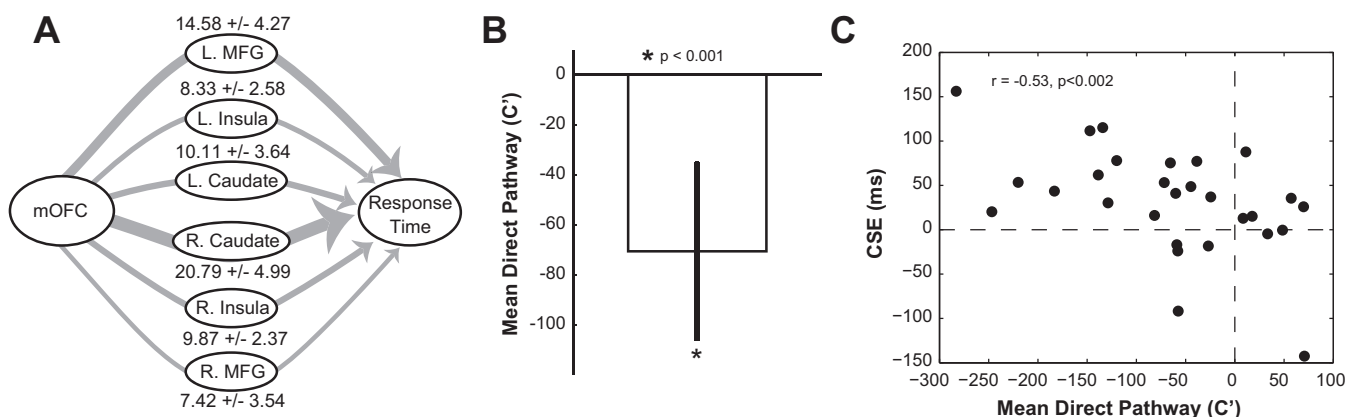 A
14.58 +/- 4.27
L. MFG
8.33 +/- 2.58
L. Insula
10.11 +/- 3.64
L. Caudate
mOFC
Response
Time
R. Caudate
20.79 +/- 4.99
R. Insula
9.87 +/- 2.37
R. MFG
7.42 +/- 3.54
B
* p < 0.001
0
-20
-40
-60
-80
-100
Mean Direct Pathway (C’)
*
C
r = -0.53, p<0.002
200
150
100
50
0
−50
−100
−150
CSE (ms)
−300 −250 −200 −150 −100 −50 0 50 100
Mean Direct Pathway (C’)